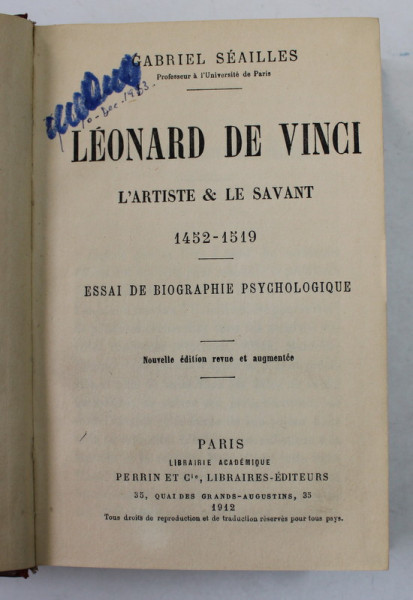 GABRIEL SÉAILLES
Professeur à l'Université de Paris
LÉONARD DE VINCI
L'ARTISTE & LE SAVANT
1452-1519
ESSAI DE BIOGRAPHIE PSYCHOLOGIQUE
Nouvelle édition revue et augmentée
PARIS
LIBRAIRIE ACADÉMIQUE
PERRIN ET Cie, LIBRAIRES-ÉDITEURS
35, QUAI DES GRANDS-AUGUSTINS, 35
1912
Tous droits de reproduction et de traduction réservés pour tous pays.